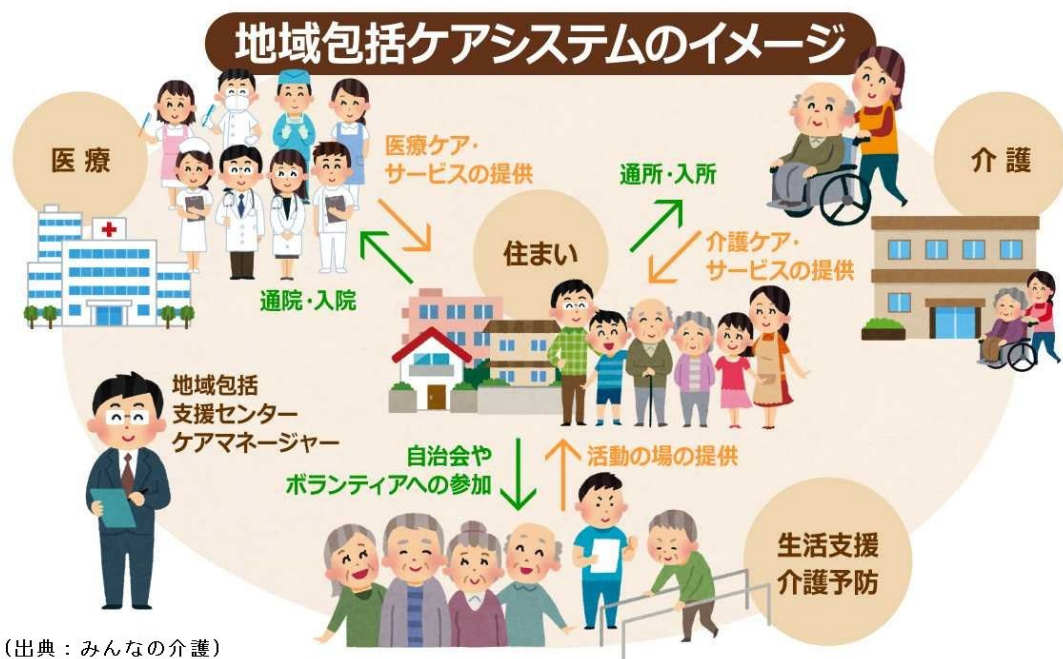 地域包括ケアシステムのイメージ
医療
医療ケア・
サービスの提供
通所・入所
介護
住まい
介護ケア・
サービスの提供
通院・入院
地域包括
支援センター
ケアマネージャー
自治会や
ボランティアへの参加
活動の場の提供
生活支援
介護予防
(出典：みんなの介護)